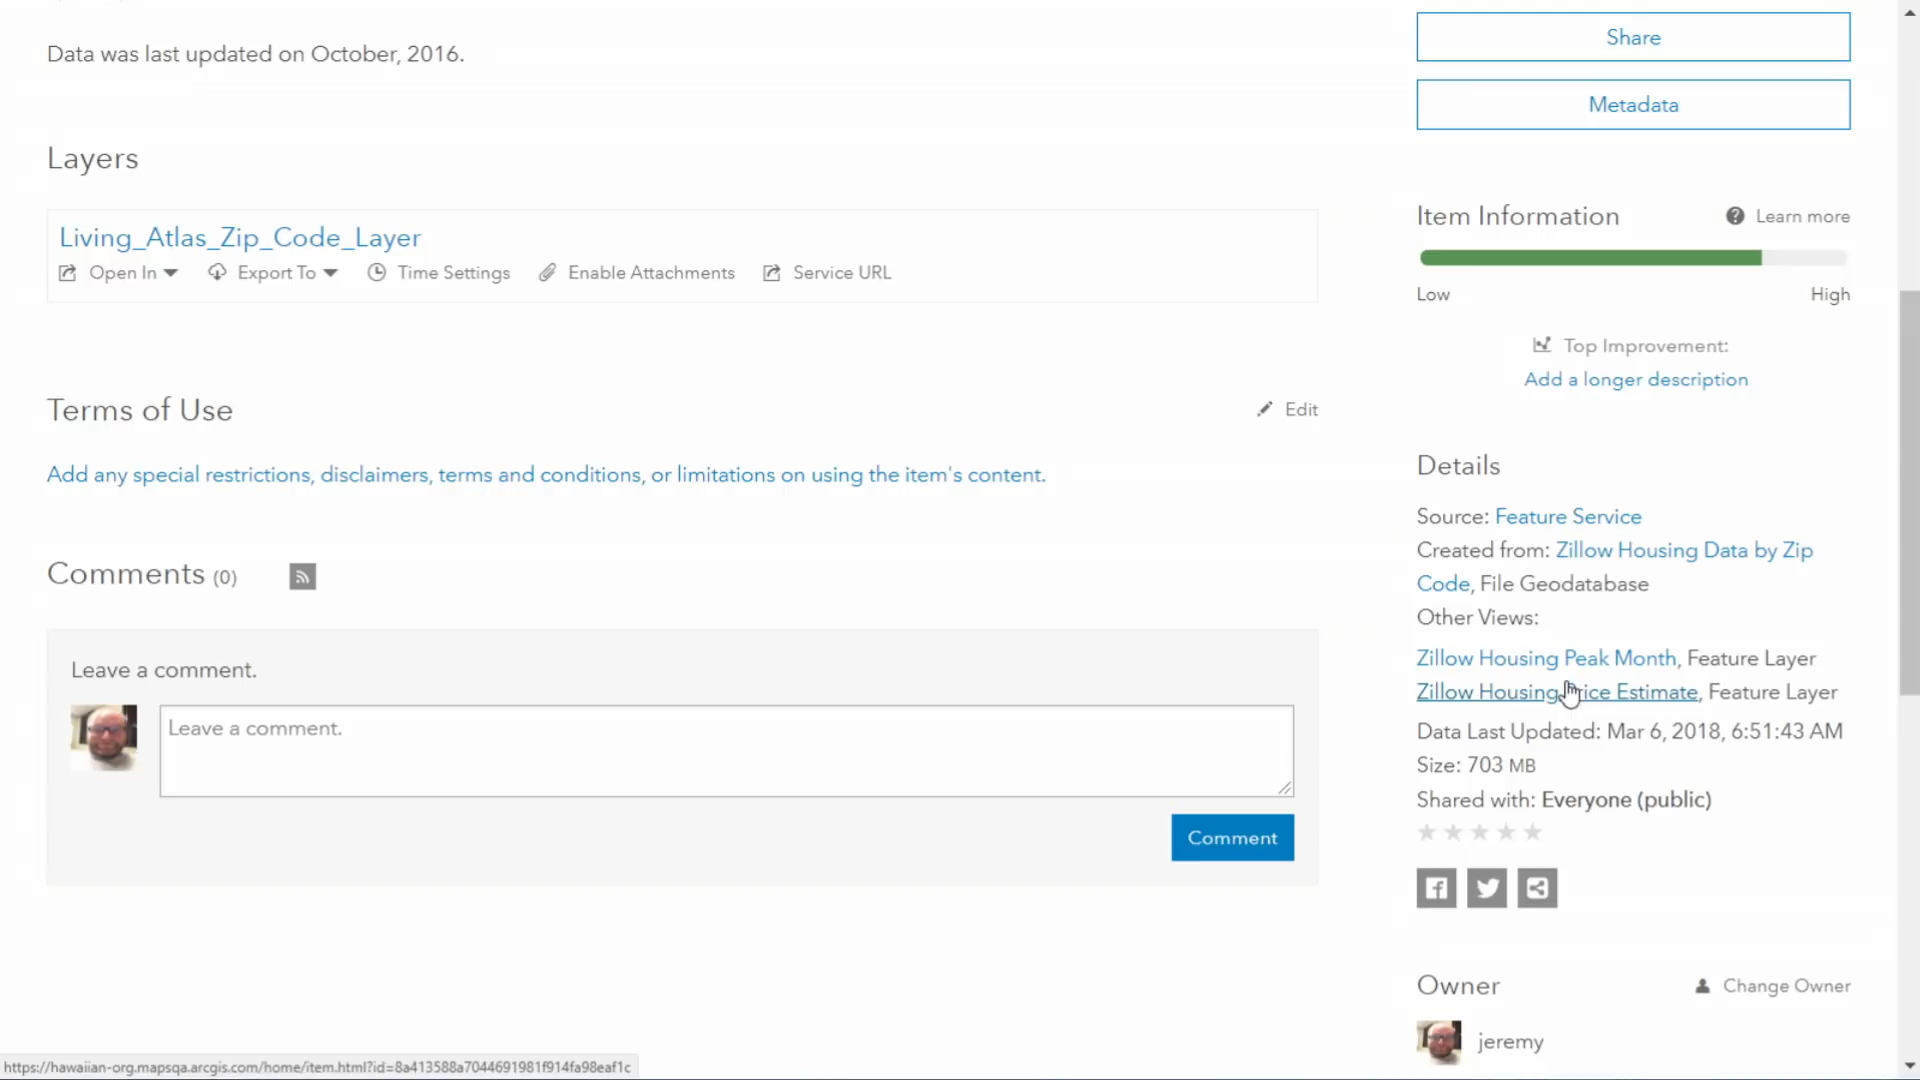 Data was last updated on October, 2016.
Share
Metadata
Layers
Living_Atlas_Zip_Code_Layer
Open In
Export To
Time Settings
Enable Attachments
Service URL
Item Information
Learn more
Low
High
Top Improvement:
Add a longer description
Terms of Use
Edit
Add any special restrictions, disclaimers, terms and conditions, or limitations on using the item's content.
Details
Source: Feature Service
Created from: Zillow Housing Data by Zip
Code, File Geodatabase
Other Views:
Zillow Housing Peak Month, Feature Layer
Zillow Housing Price Estimate, Feature Layer
Data Last Updated: Mar 6, 2018, 6:51:43 AM
Size: 703 MB
Shared with: Everyone (public)
Comments (0)
Leave a comment.
Leave a comment.
Comment
Owner
Change Owner
jeremy
https://hawaiian-org.mapsqa.arcgis.com/home/item.html?id=8a413588a7044691981f914fa98eaf1c